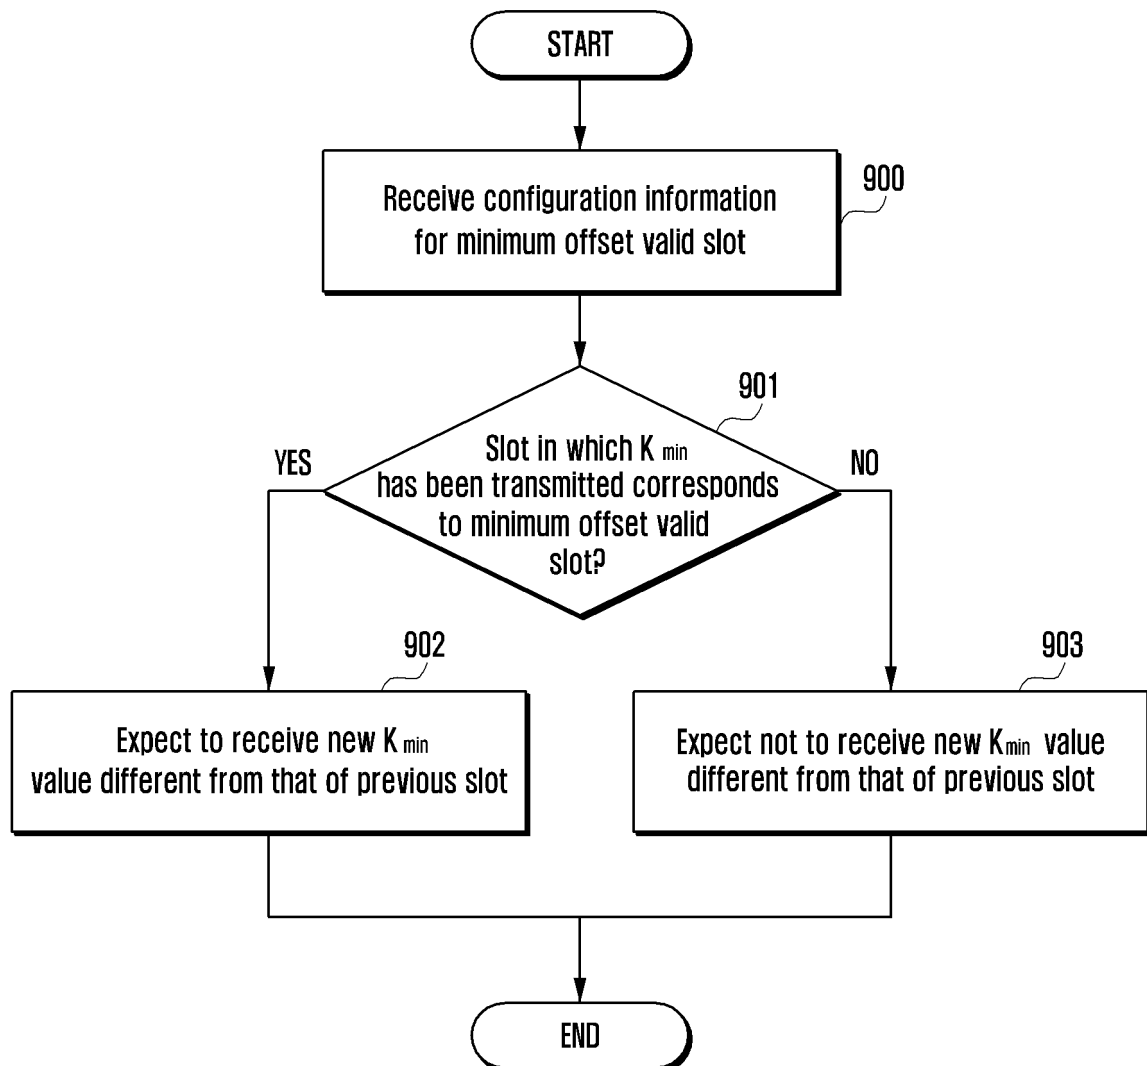 START
Receive configuration information
for minimum offset valid slot
900
901
Slot in which K min
has been transmitted corresponds
to minimum offset valid
slot?
YES
NO
902
Expect to receive new K min
value different from that of previous slot
903
Expect not to receive new Kmin value
different from that of previous slot
END